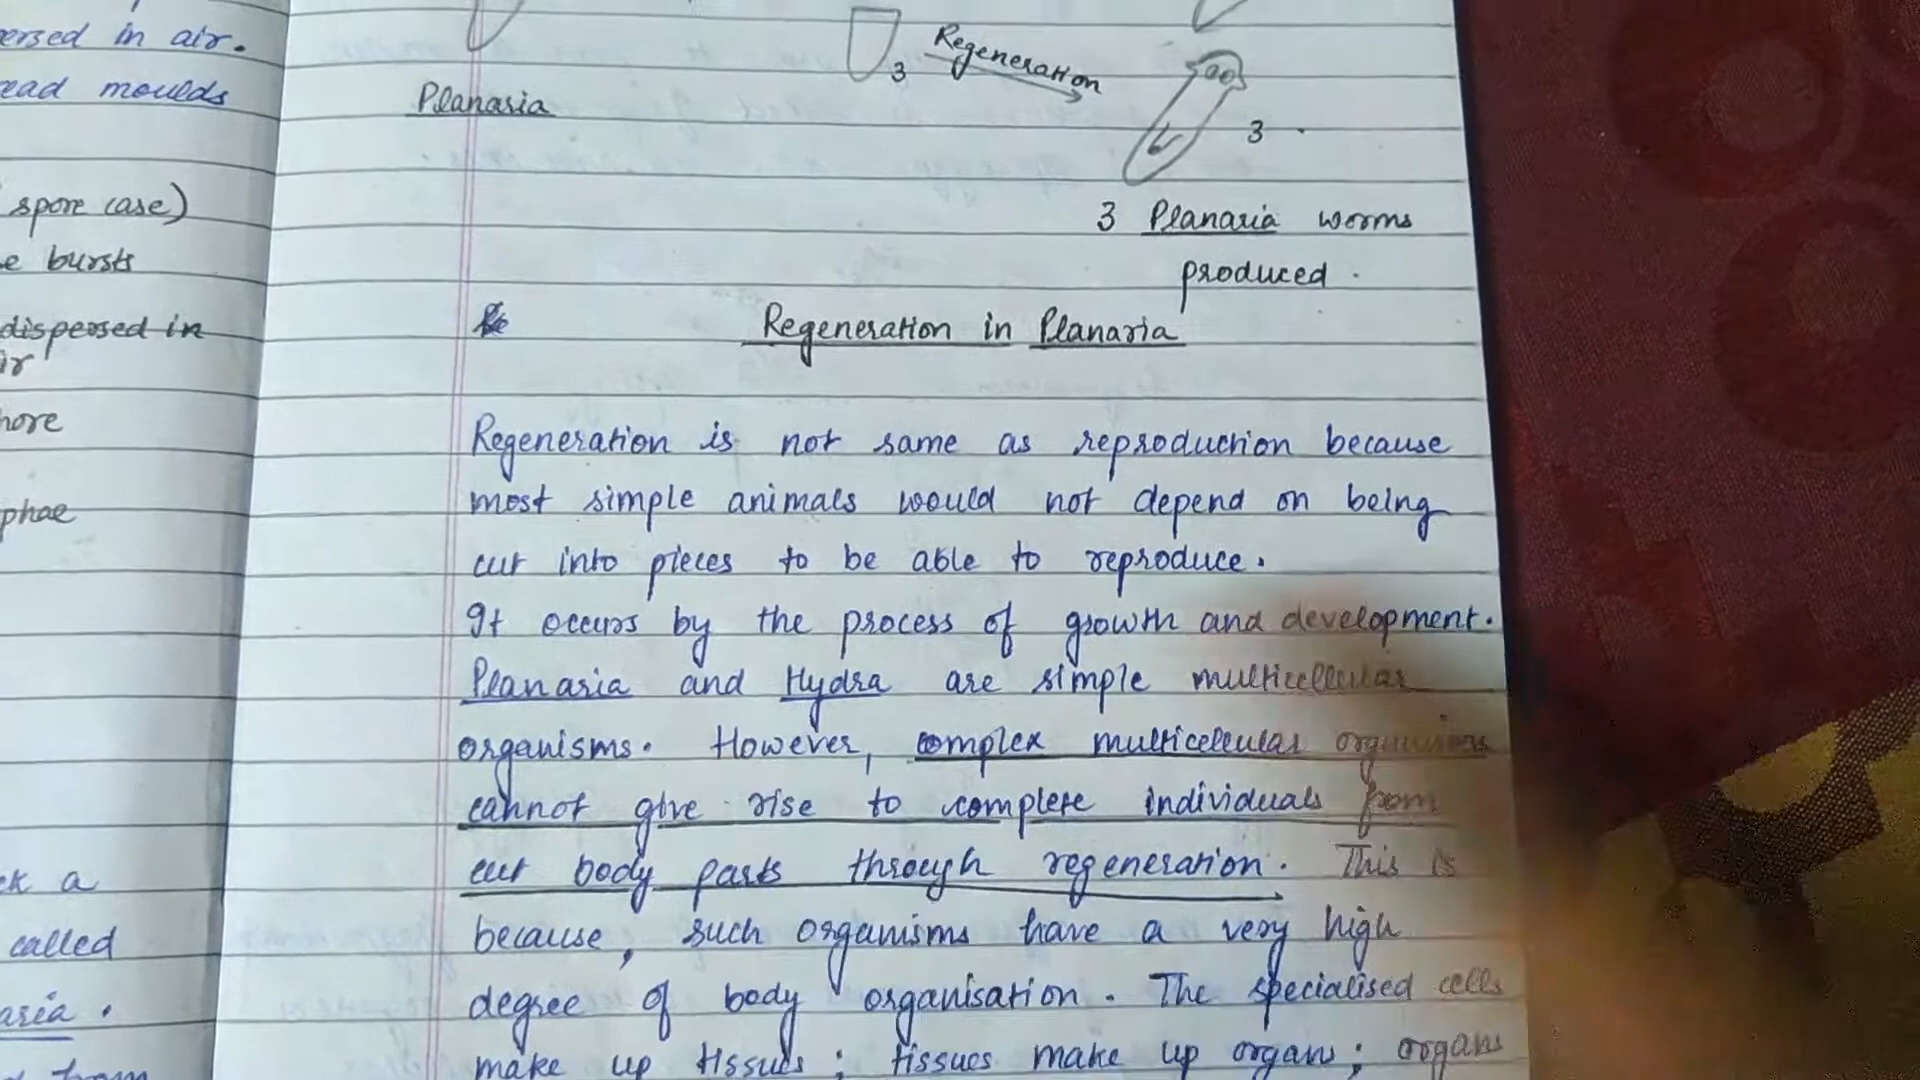 ersed in air.
ead moulds
spore case)
e bursts
dispersed in
ir
hore
phae
ck a
called
aria.
from
3
Regeneration
Planaria
3
3 Planaria worms
produced.
Regeneration in Planaria
Regeneration is not same as reproduction because
most simple animals would not depend on being
cut into pieces to be able to reproduce.
It occurs by the process of growth and development.
Planaria and Hydra are simple multicellular
organisms. However, complex multicellular organisms
cannot give rise to complete individuals from
cut body parts through regeneration. This is
because, such organisms have a very high
degree of body organisation. The specialised cells
make up tissues; tissues make up organs; organs